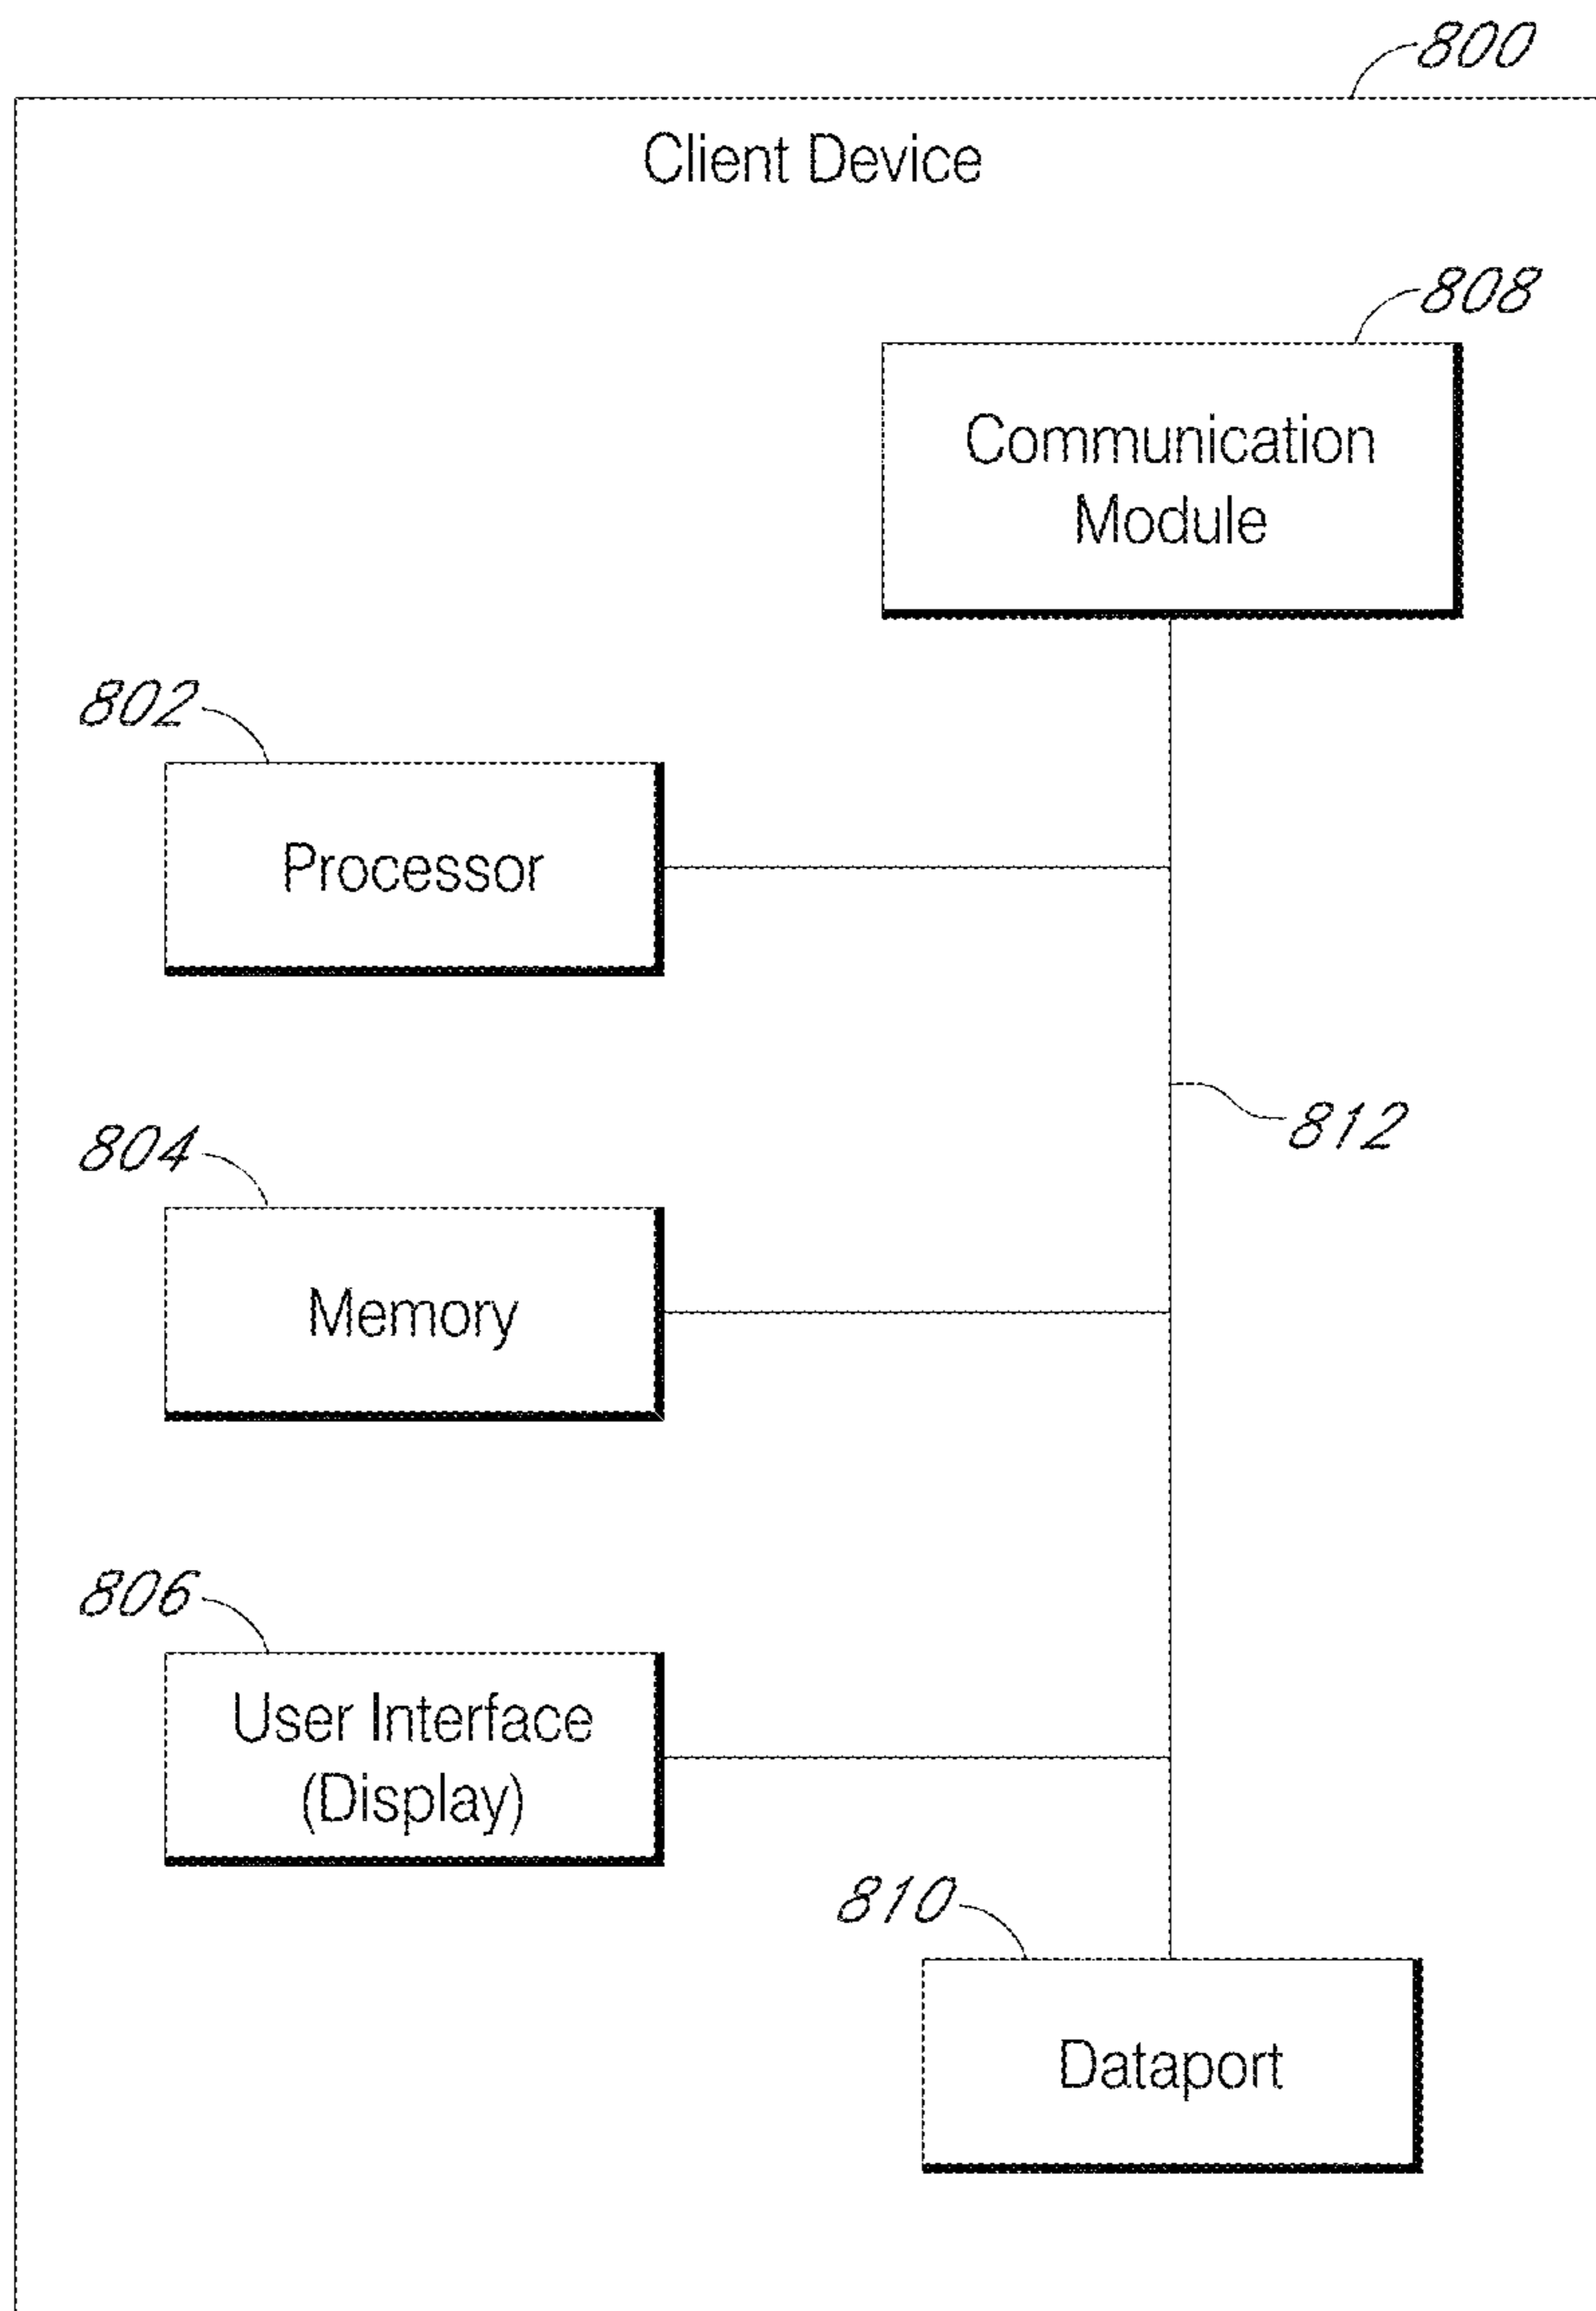 800
Client Device
808
Communication
Module
802
Processor
812
804
Memory
806
User Interface
(Display)
810
Dataport